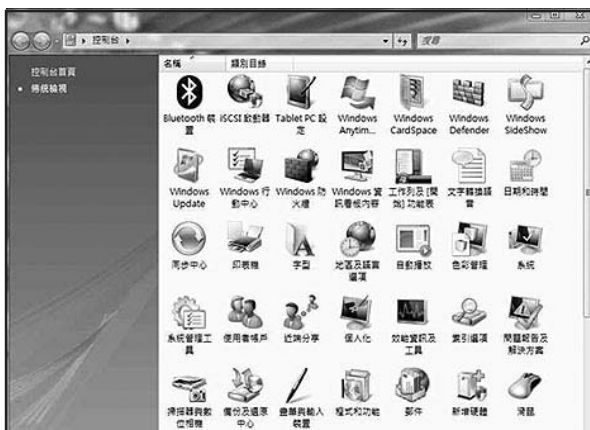 控制台
搜尋
控制台首頁
傳統檢視
名稱 類別目錄
Bluetooth 裝置
iSCSI 啟動器
Tablet PC 設定
Windows Anytim...
Windows CardSpace
Windows Defender
Windows SideShow
Windows Update
Windows 行動中心
Windows 防火牆
Windows 資訊看板內容
工作列及 [開始] 功能表
文字轉換語音
日期和時間
同步中心
印表機
字型
地區及語言選項
自動播放
色彩管理
系統
系統管理工具
使用者帳戶
近端分享
個人化
效能資訊及工具
索引選項
問題報告及解決方案
掃描器與數位相機
備份及還原中心
畫筆與輸入裝置
程式和功能
郵件
新增硬體
滑鼠